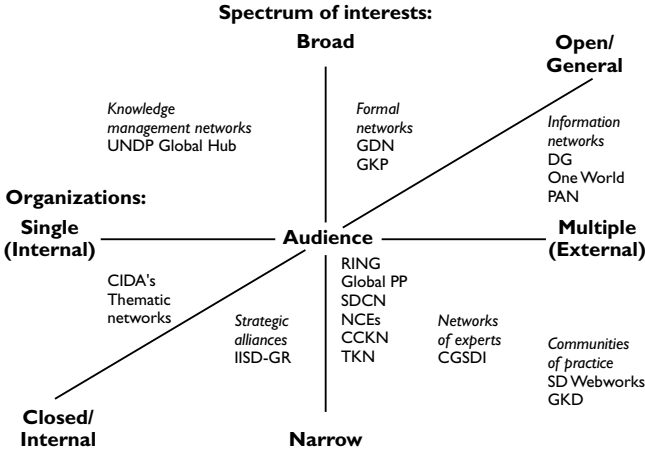 Spectrum of interests:
Broad
Open/
General
Knowledge
management networks
UNDP Global Hub
Formal
networks
GDN
GKP
Information
networks
DG
One World
PAN
Organizations:
Single
(Internal)
Audience
Multiple
(External)
CIDA's
Thematic
networks
Strategic
alliances
IISD-GR
RING
Global PP
SDCN
NCEs
CCKN
TKN
Networks
of experts
CGSDI
Communities
of practice
SD Webworks
GKD
Closed/
Internal
Narrow